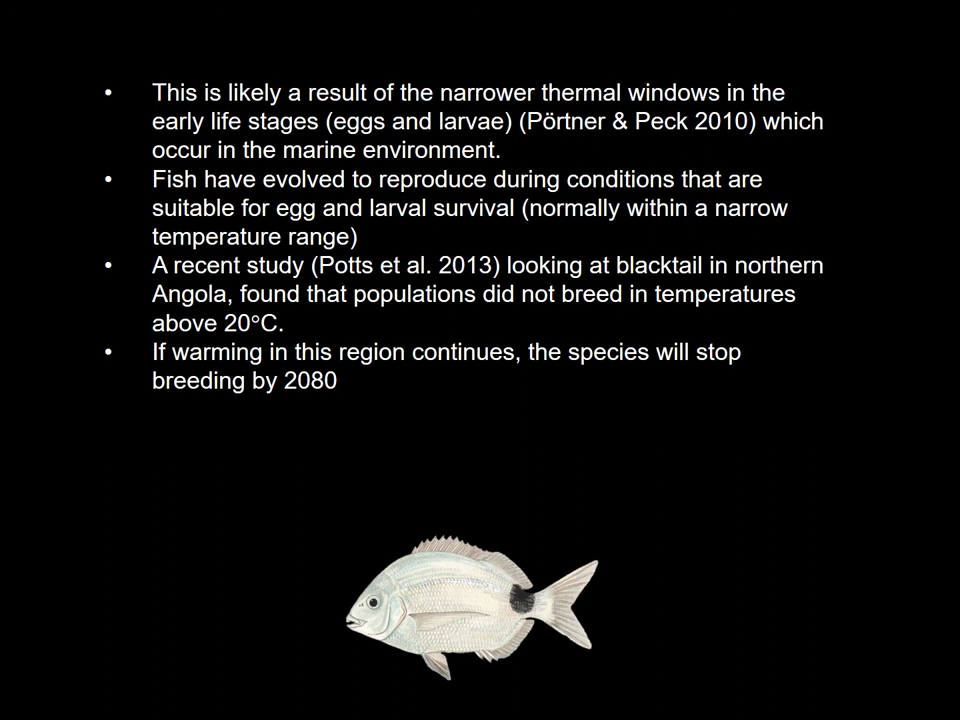 • This is likely a result of the narrower thermal windows in the
early life stages (eggs and larvae) (Pörtner & Peck 2010) which
occur in the marine environment.
• Fish have evolved to reproduce during conditions that are
suitable for egg and larval survival (normally within a narrow
temperature range)
• A recent study (Potts et al. 2013) looking at blacktail in northern
Angola, found that populations did not breed in temperatures
above 20°C.
• If warming in this region continues, the species will stop
breeding by 2080